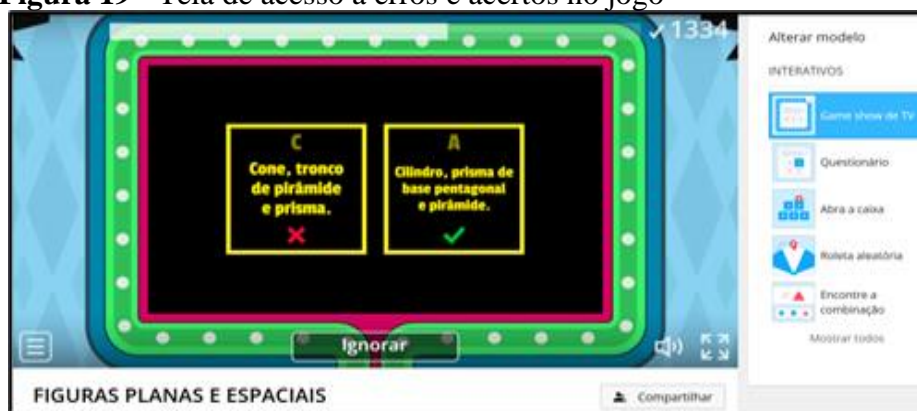 Figura 19 - Tela de acesso a erros e acertos no jogo
1334
C
Cone, tronco
de pirâmide
e prisma.
A
Cilindro, prisma de
base pentagonal
e pirâmide.
Ignorar
FIGURAS PLANAS E ESPACIAIS
Compartilhar
Alterar modelo
INTERATIVOS
Game show de TV
Questionário
Abra a caixa
Roleta aleatória
Encontre a
combinação
Mostrar todos